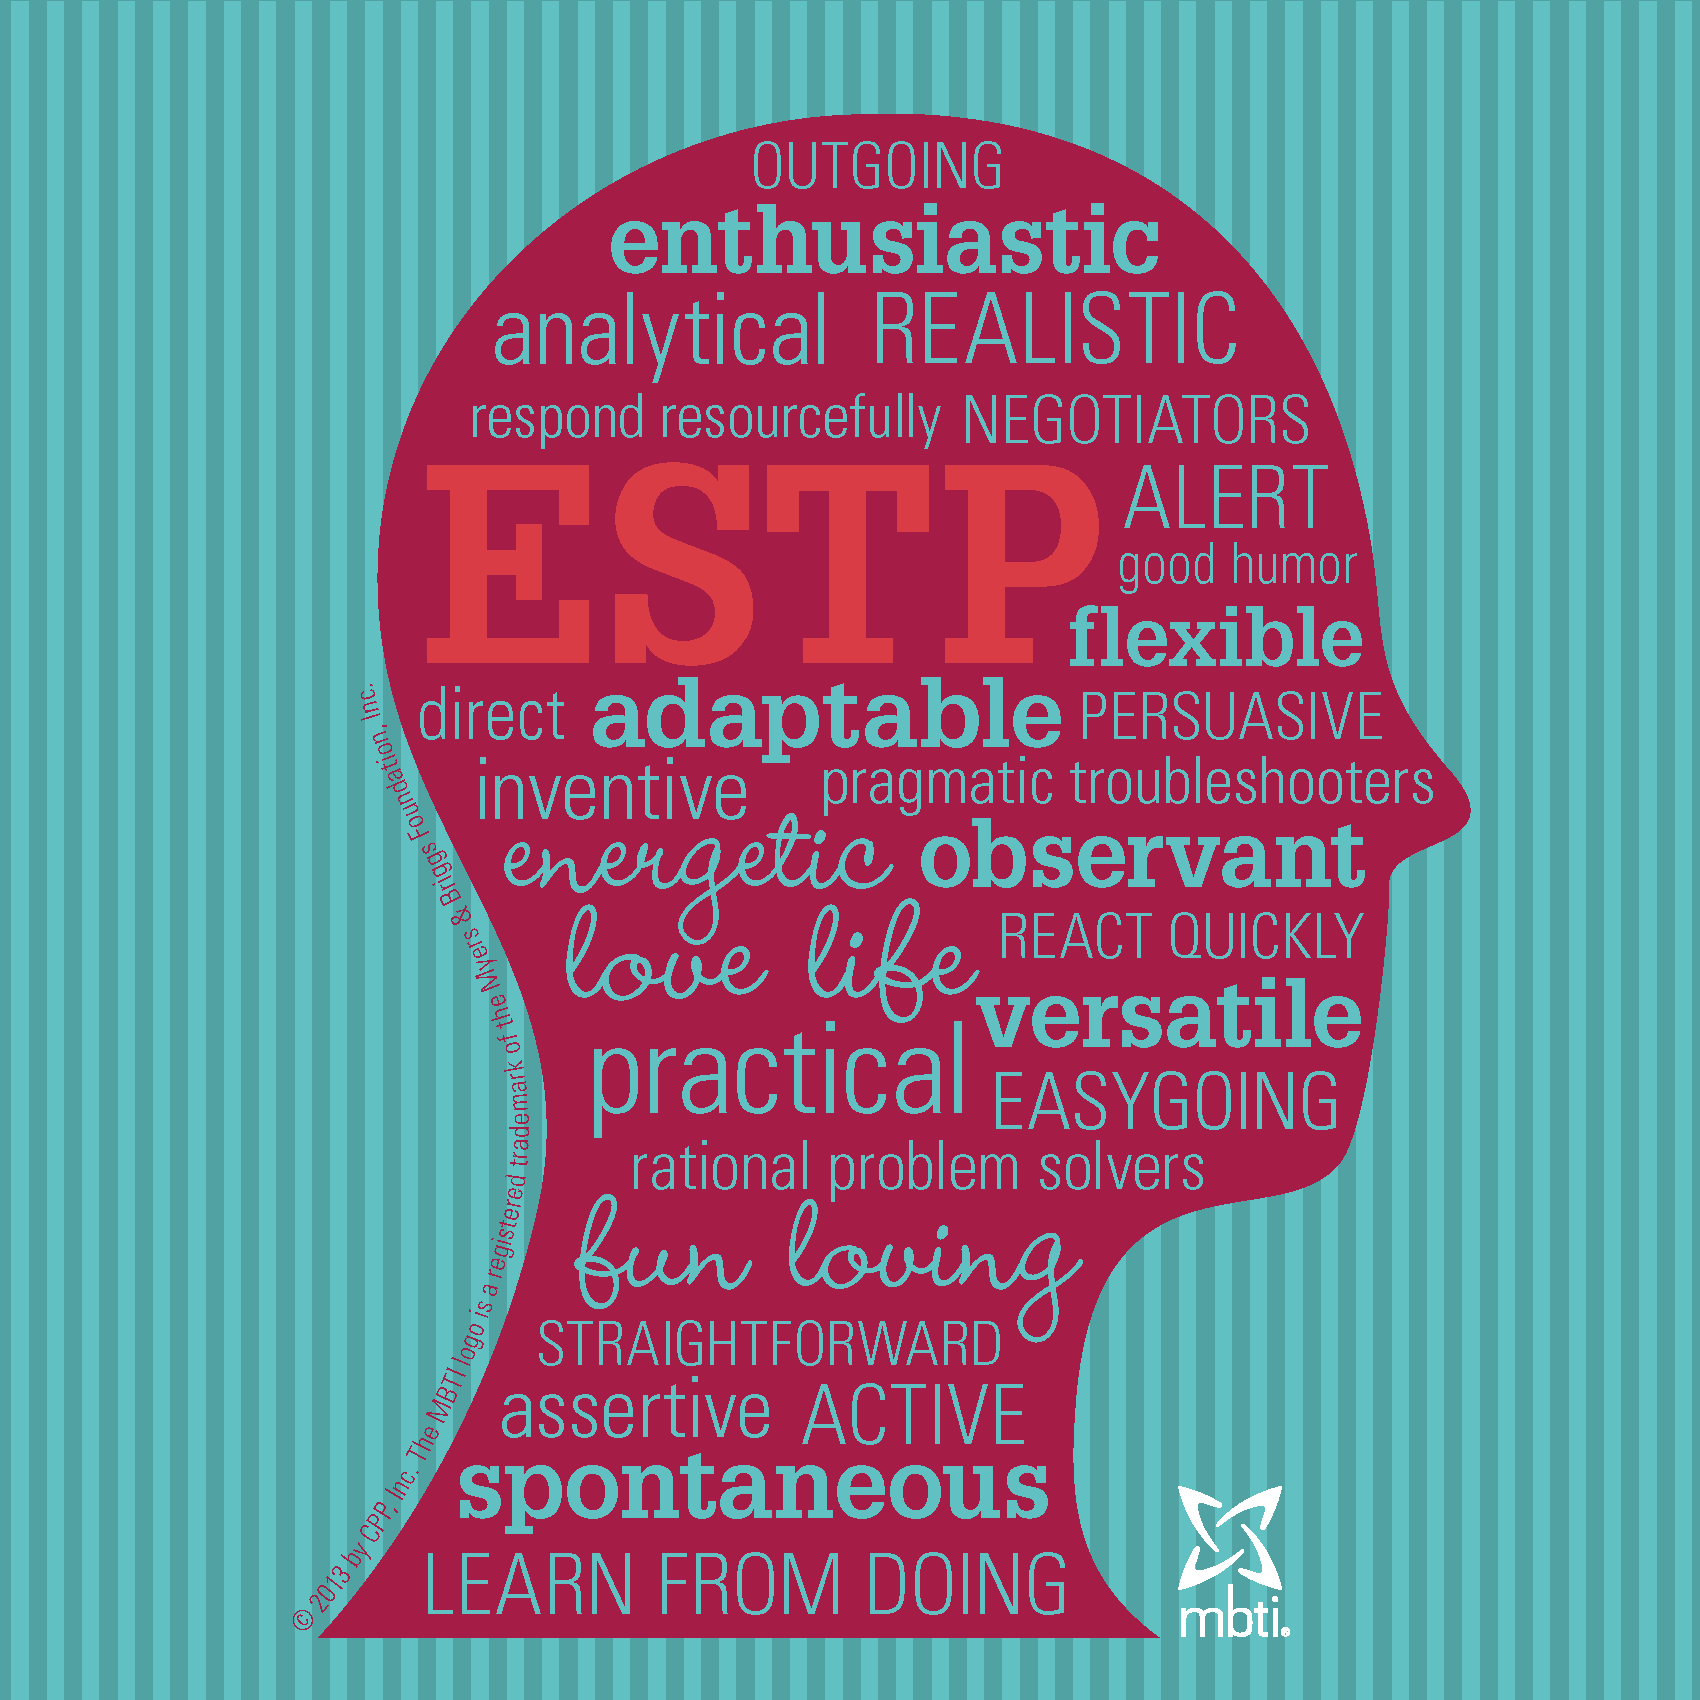 OUTGOING
enthusiastic
analytical REALISTIC
respond resourcefully NEGOTIATORS
ESTP
ALERT
good humor
flexible
direct adaptable PERSUASIVE
inventive pragmatic troubleshooters
energetic observant
love life REACT QUICKLY
versatile
practical
EASYGOING
rational problem solvers
fun loving
STRAIGHTFORWARD
assertive ACTIVE
spontaneous
LEARN FROM DOING
© 2013 by CPP, Inc. The MBTI logo is a registered trademark of the Myers & Briggs Foundation, Inc.
mbti®